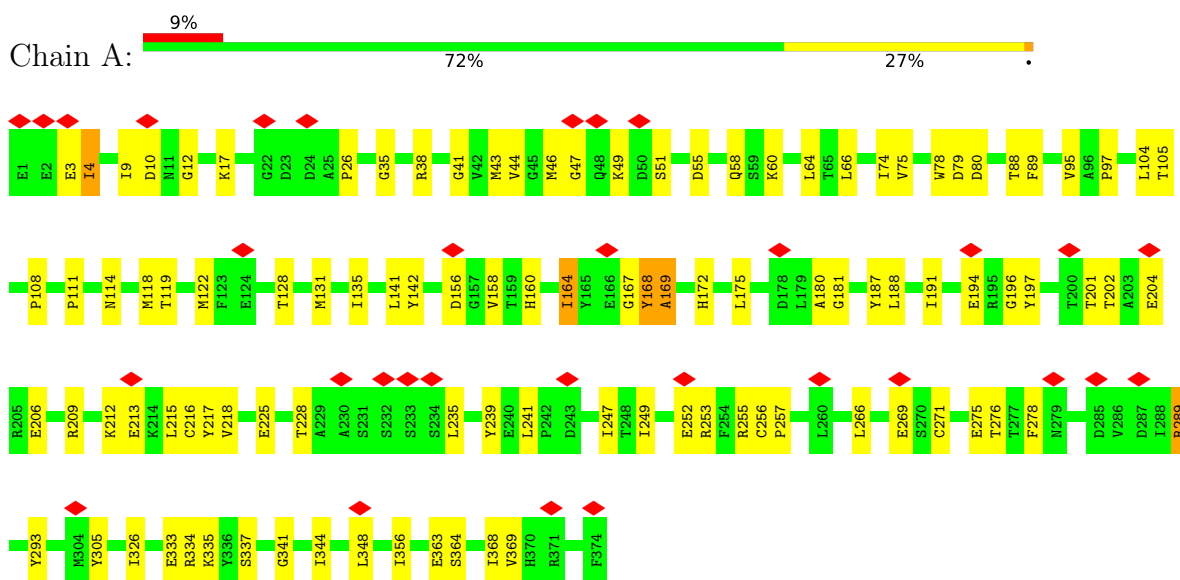 9%
Chain A:
72% 27% •
E1 E2 E3 I4 I9 D10 N11 G12 K17 G22 D23 D24 A25 P26 G35 R38 G41 V42 M43 V44 G45 M46 G47 Q48 K49 D50 S51 D55 Q58 S59 K60 L64 T65 L66 I74 V75 W78 D79 D80 T88 F89 V95 A96 P97 L104 T105
P108 P111 N114 M118 T119 M122 F123 E124 T128 M131 I135 L141 Y142 D156 G157 V158 T159 H160 I164 Y165 E166 G167 Y168 A169 H172 L175 D178 L179 A180 G181 Y187 L188 I191 E194 R195 G196 Y197 T200 T201 T202 A203 E204
R205 E206 R209 K212 E213 K214 L215 C216 Y217 V218 E225 T228 A229 A230 S231 S232 S233 S234 L235 Y239 E240 L241 P242 D243 I247 T248 I249 E252 R253 F254 R255 C256 P257 L260 L266 E269 S270 C271 E275 T276 T277 F278 N279 D285 V286 D287 I288 R289
Y293 M304 Y305 I326 E333 R334 K335 Y336 S337 G341 I344 L348 I356 E363 S364 I368 V369 H370 R371 F374